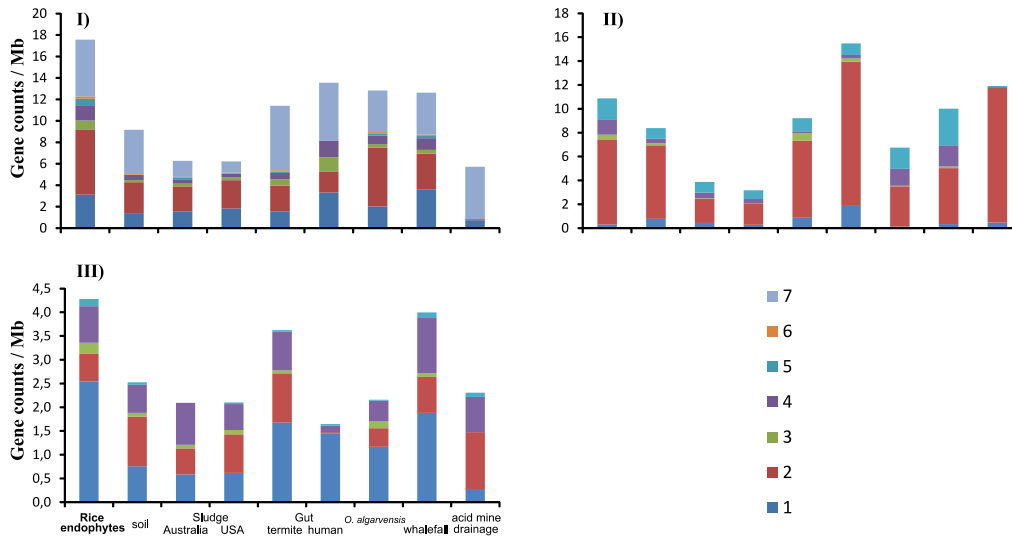 I)
Gene counts / Mb
20
18
16
14
12
10
8
6
4
2
0
II)
18
16
14
12
10
8
6
4
2
0
III)
Gene counts / Mb
4,5
4,0
3,5
3,0
2,5
2,0
1,5
1,0
0,5
0,0
Rice
endophytes
soil
Sludge
Australia USA
Gut
termite human
O. algarvensis
whalefall
acid mine
drainage
7
6
5
4
3
2
1